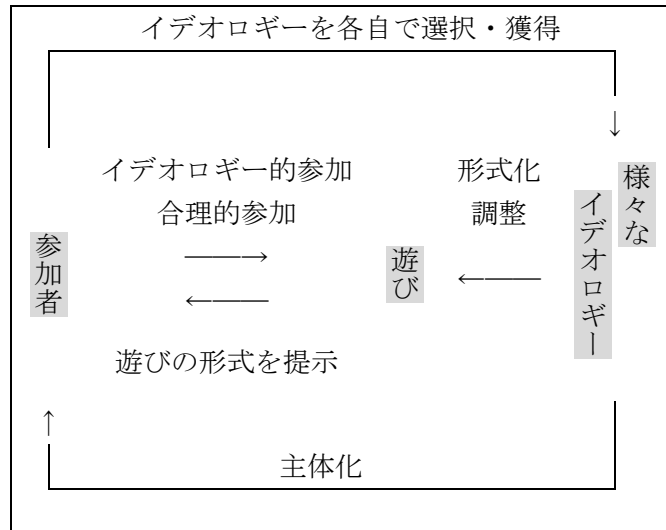 イデオロギーを各自で選択・獲得
↓
イデオロギー的参加
合理的参加
形式化
調整
様々な
イデオロギー
参加者
遊び
———→
←———
←———
遊びの形式を提示
↑
主体化